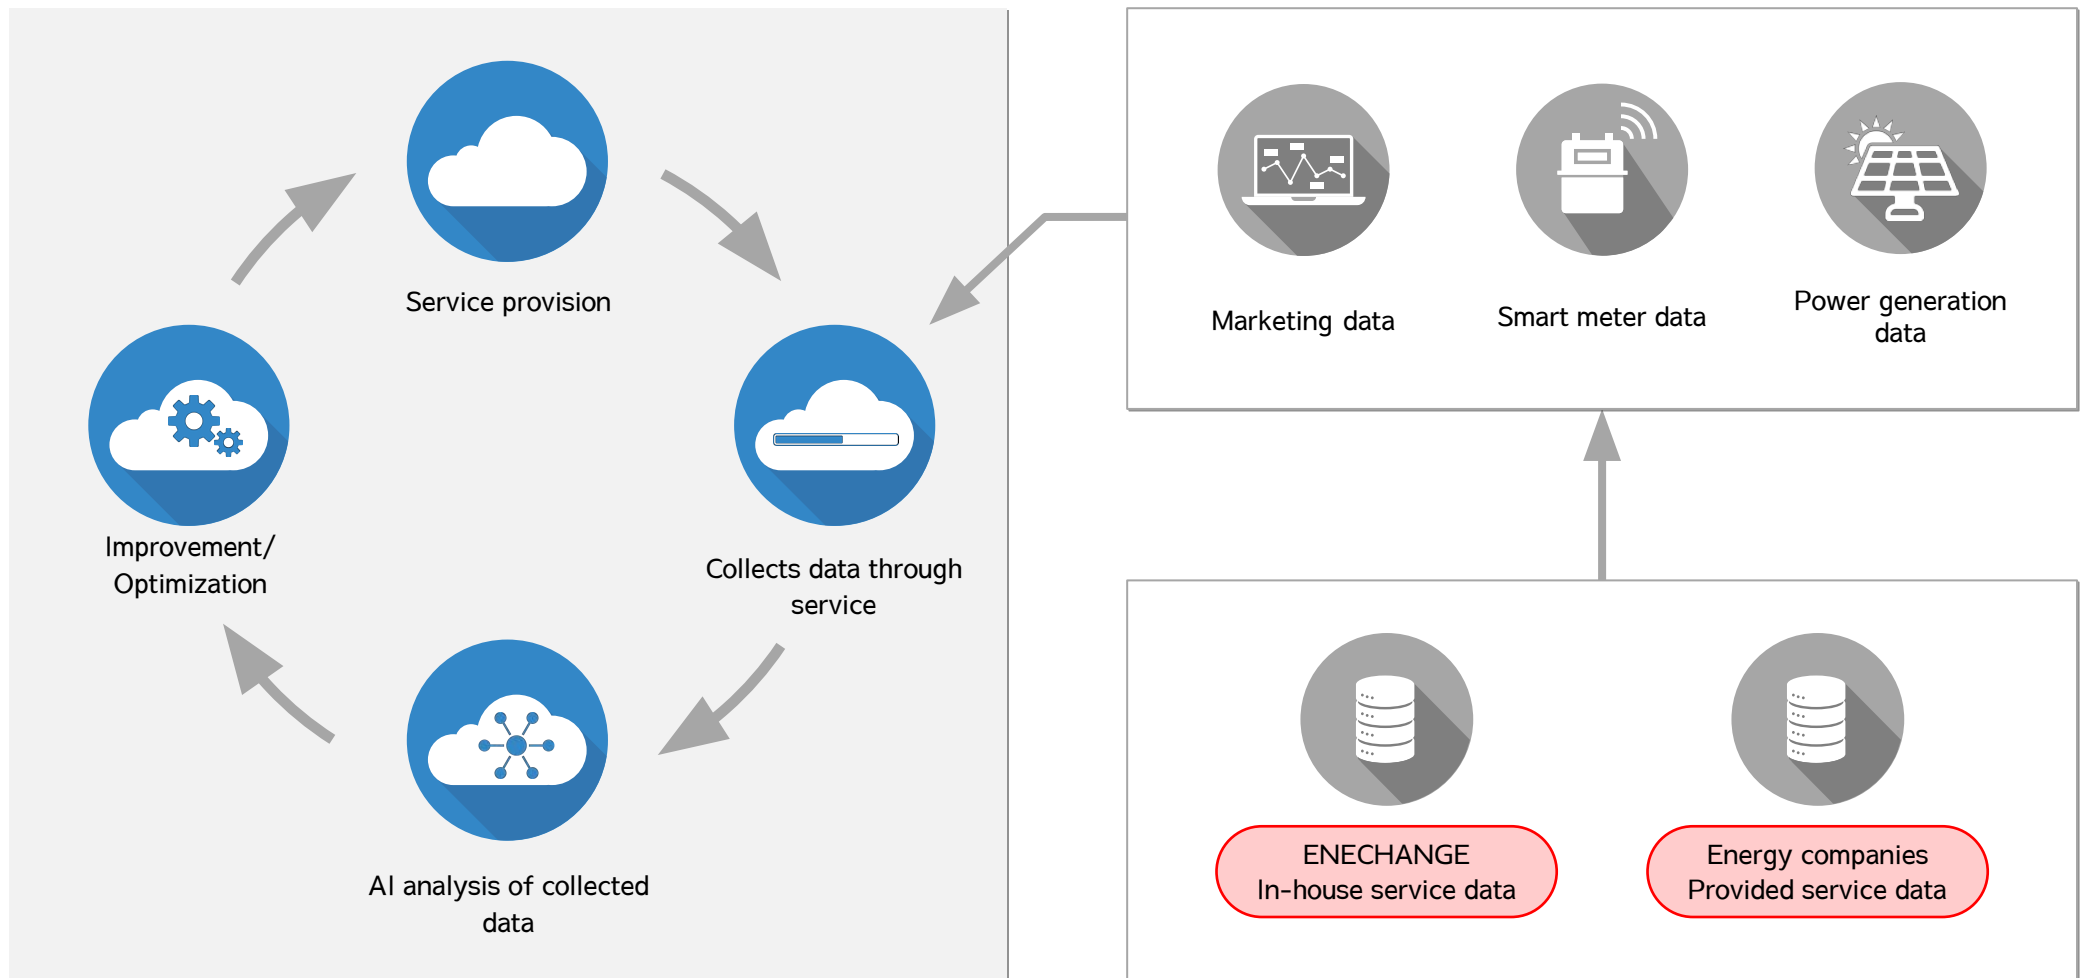 Service provision
Improvement/
Optimization
Collects data through
service
AI analysis of collected
data
Marketing data
Smart meter data
Power generation
data
ENECHANGE
In-house service data
Energy companies
Provided service data